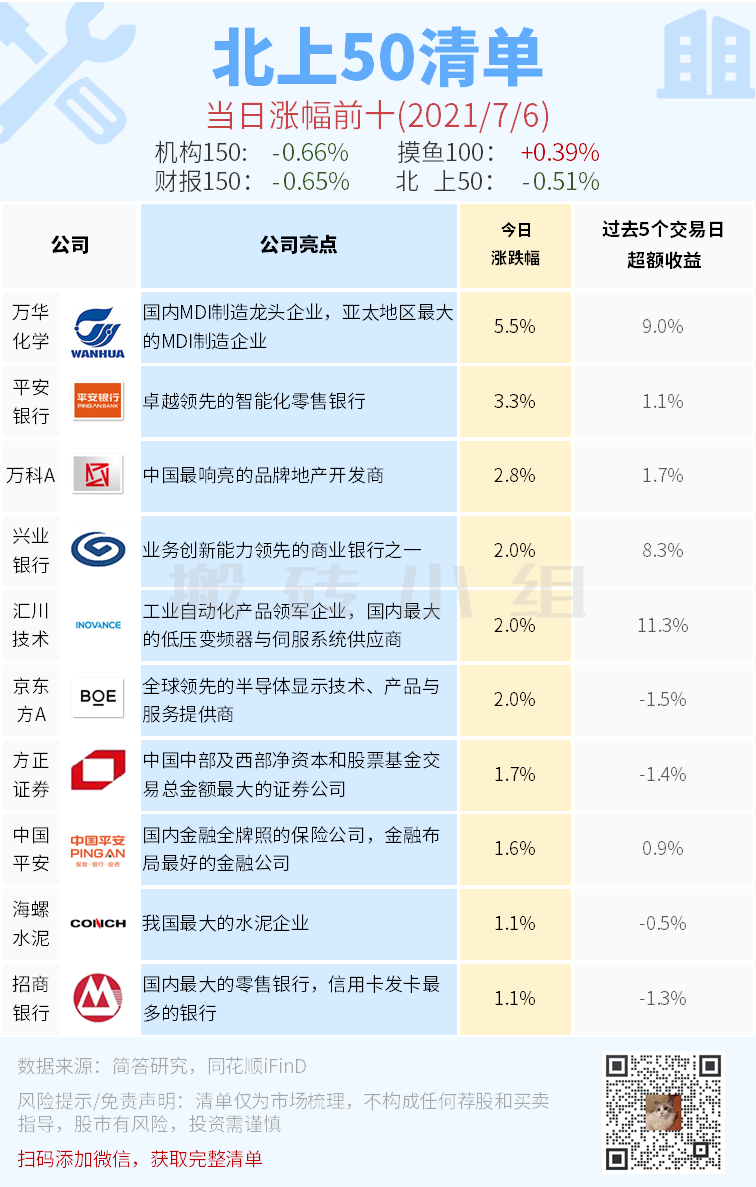 北上50清单
当日涨幅前十(2021/7/6)
机构150: -0.66% 摸鱼100: +0.39%
财报150: -0.65% 北 上50: -0.51%
公司 公司亮点 今日
涨跌幅 过去5个交易日
超额收益
万华
化学
WANHUA
国内MDI制造龙头企业，亚太地区最大
的MDI制造企业
5.5% 9.0%
平安
银行
平安银行
PING AN BANK
卓越领先的智能化零售银行
3.3% 1.1%
万科A
中国最响亮的品牌地产开发商
2.8% 1.7%
兴业
银行
业务创新能力领先的商业银行之一
2.0% 8.3%
搬砖小组
汇川
技术
INOVANCE
工业自动化产品领军企业，国内最大
的低压变频器与伺服系统供应商
2.0% 11.3%
京东
方A
BOE
全球领先的半导体显示技术、产品与
服务提供商
2.0% -1.5%
方正
证券
中国中部及西部净资本和股票基金交
易总金额最大的证券公司
1.7% -1.4%
中国
平安
中国平安
PING AN
保险·银行·投资
国内金融全牌照的保险公司，金融布
局最好的金融公司
1.6% 0.9%
海螺
水泥
CONCH
我国最大的水泥企业
1.1% -0.5%
招商
银行
国内最大的零售银行，信用卡发卡最
多的银行
1.1% -1.3%
数据来源：简答研究，同花顺iFinD
风险提示/免责声明：清单仅为市场梳理，不构成任何荐股和买卖
指导，股市有风险，投资需谨慎
扫码添加微信，获取完整清单